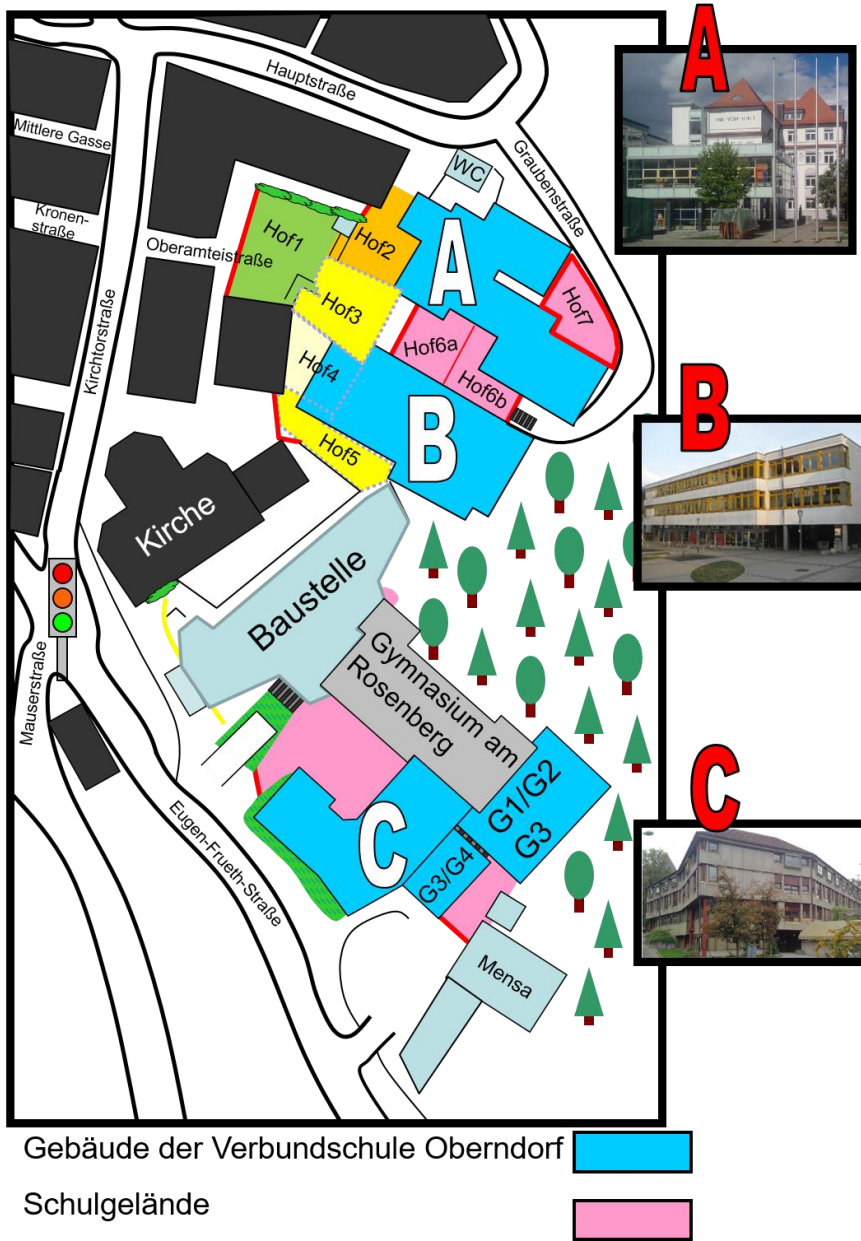 A
Hauptstraße
Mittlere Gasse
Graubenstraße
WC
Kronen-
straße
Hof1
Hof2
Oberamteistraße
A
Hof7
Hof3
Kirchtorstraße
Hof6a
Hof4
Hof6b
B
B
Hof5
Kirche
Baustelle
Gymnasium am
Rosenberg
Mauserstraße
C
G1/G2
G3
C
G3/G4
Eugen-Frueth-Straße
Mensa
Gebäude der Verbundschule Oberndorf
Schulgelände